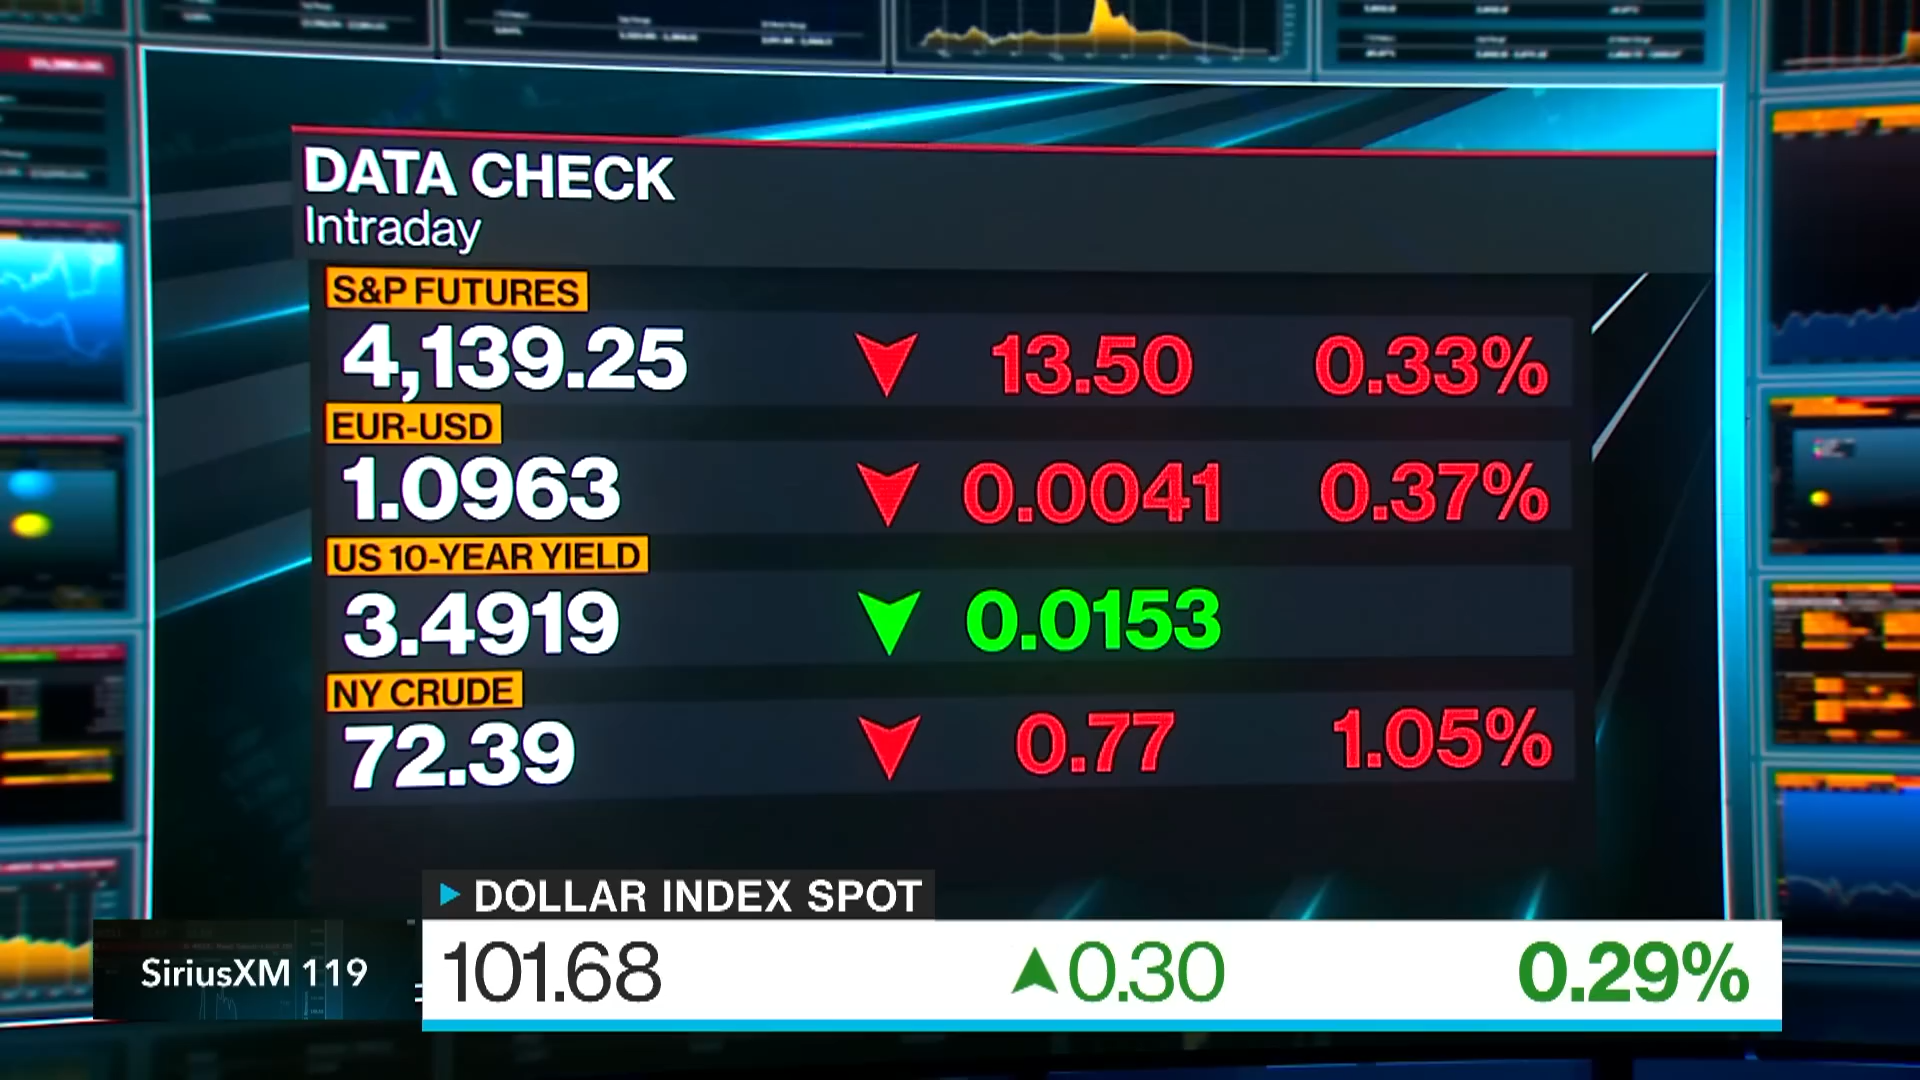 DATA CHECK
Intraday
S&P FUTURES
4,139.25 ▼ 13.50 0.33%
EUR-USD
1.0963 ▼ 0.0041 0.37%
US 10-YEAR YIELD
3.4919 ▼ 0.0153
NY CRUDE
72.39 ▼ 0.77 1.05%
DOLLAR INDEX SPOT
101.68 ▲ 0.30 0.29%
SiriusXM 119